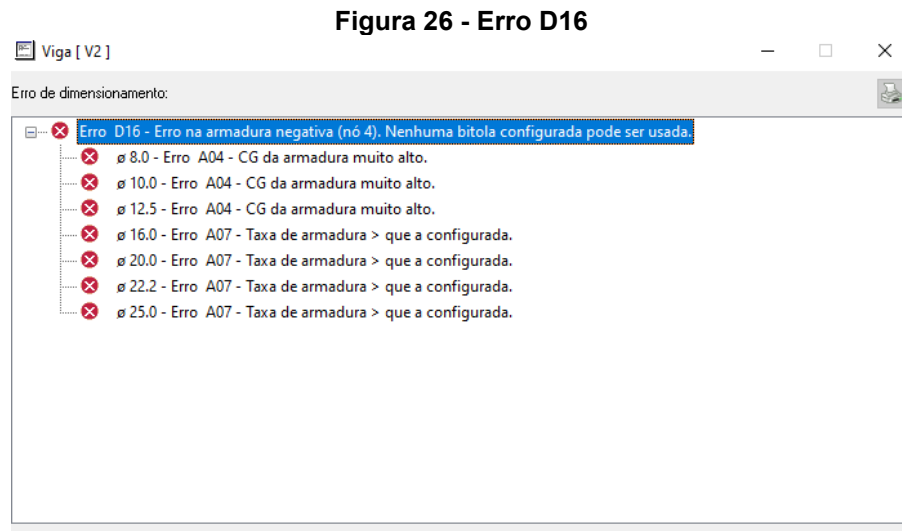 Figura 26 - Erro D16
Viga [ V2 ]
Erro de dimensionamento:
Erro D16 - Erro na armadura negativa (nó 4). Nenhuma bitola configurada pode ser usada.
ø 8.0 - Erro A04 - CG da armadura muito alto.
ø 10.0 - Erro A04 - CG da armadura muito alto.
ø 12.5 - Erro A04 - CG da armadura muito alto.
ø 16.0 - Erro A07 - Taxa de armadura > que a configurada.
ø 20.0 - Erro A07 - Taxa de armadura > que a configurada.
ø 22.2 - Erro A07 - Taxa de armadura > que a configurada.
ø 25.0 - Erro A07 - Taxa de armadura > que a configurada.